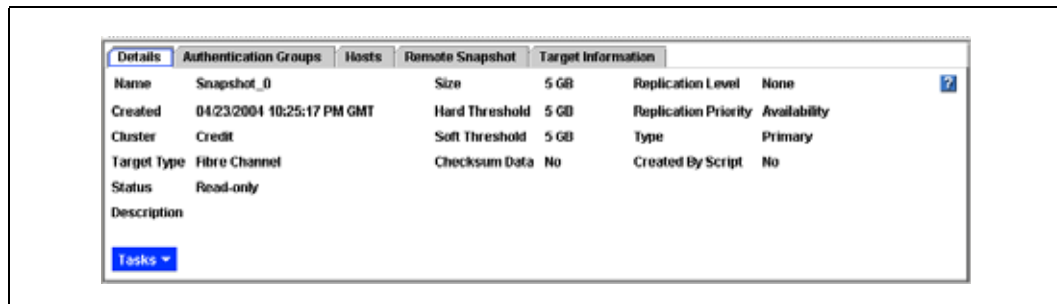 Details Authentication Groups Hosts Remote Snapshot Target Information
Name Snapshot_0 Size 5 GB Replication Level None ?
Created 04/23/2004 10:25:17 PM GMT Hard Threshold 5 GB Replication Priority Availability
Cluster Credit Soft Threshold 5 GB Type Primary
Target Type Fibre Channel Checksum Data No Created By Script No
Status Read-only
Description
Tasks